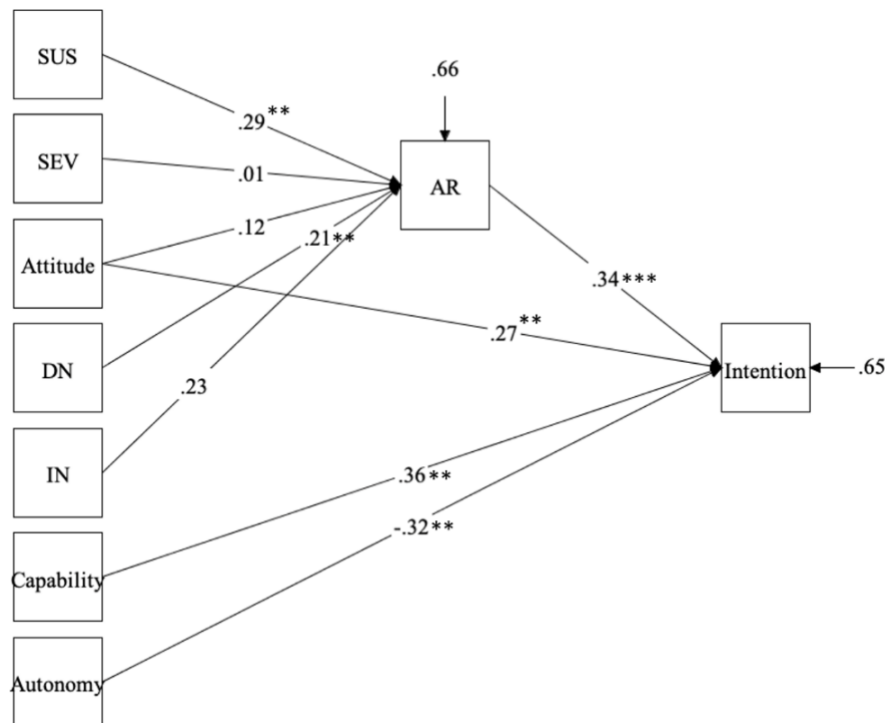 SUS
.66
.29**
SEV
.01
AR
.12
.21**
Attitude
.34***
.27**
DN
Intention
.65
.23
IN
.36**
-.32**
Capability
Autonomy